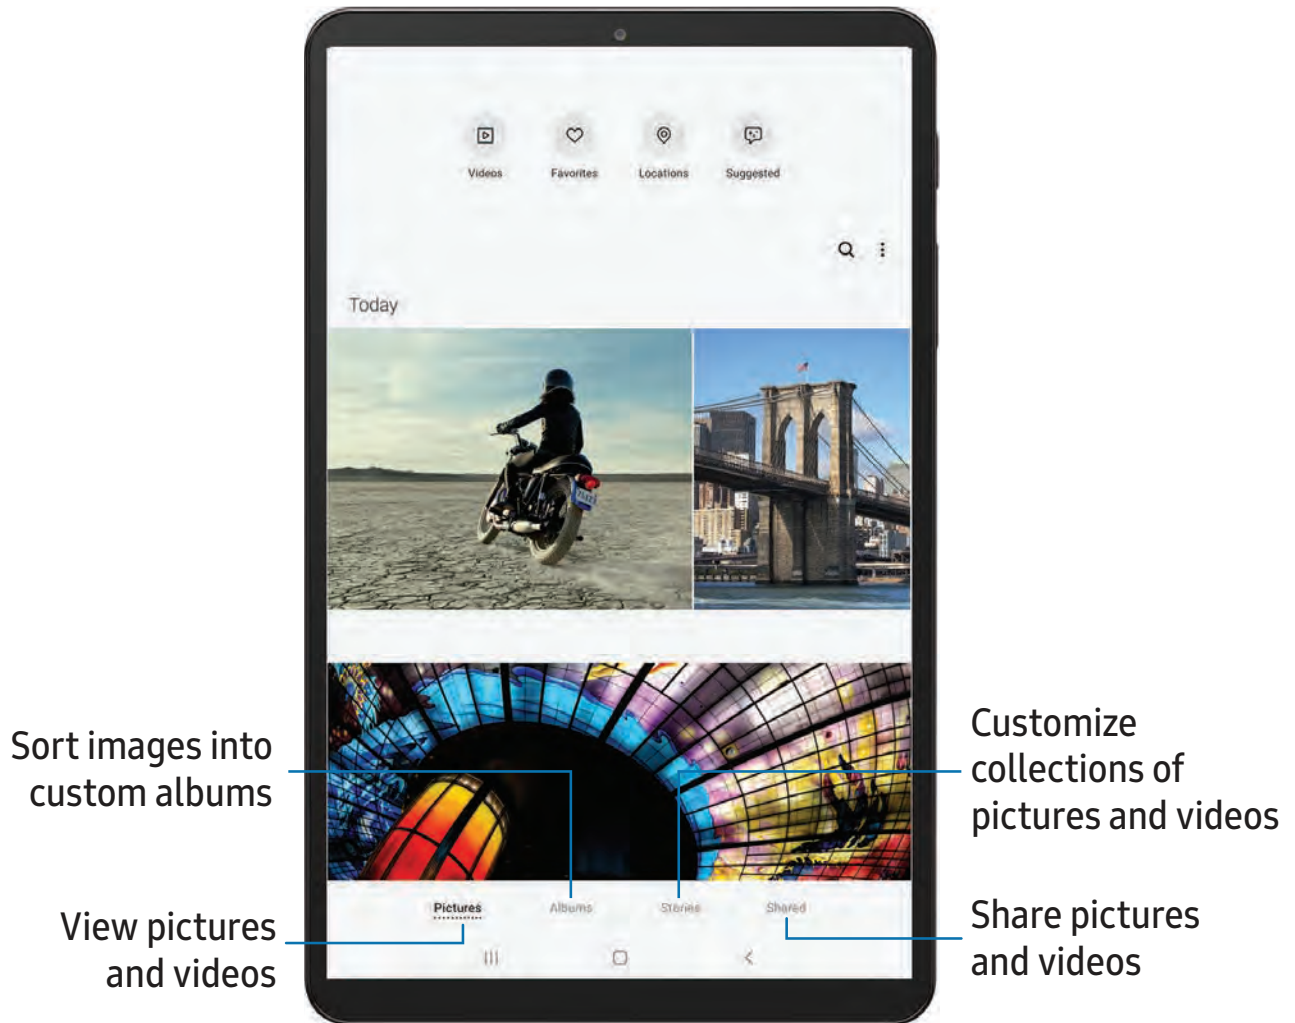 Videos
Favorites
Locations
Suggested
Today
Sort images into
custom albums
Customize
collections of
pictures and videos
Pictures
Albums
Stories
Shared
View pictures
and videos
Share pictures
and videos